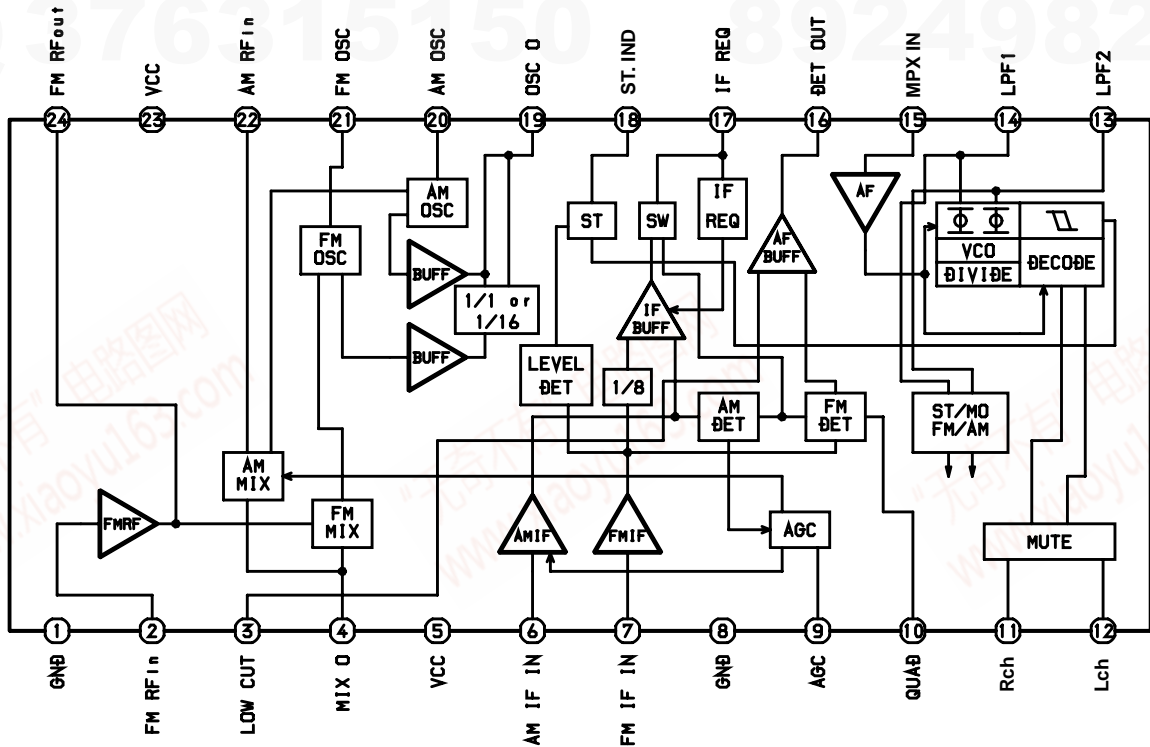 376315150 8924982
FM RFout
VCC
AM RFin
FM OSC
AM OSC
OSC O
ST. IND
IF REQ
DET OUT
MPX IN
LPF1
LPF2
24
23
22
21
20
19
18
17
16
15
14
13
AM
OSC
FM
OSC
BUFF
BUFF
1/1 or
1/16
ST
SW
IF
REQ
AF
BUFF
IF
BUFF
AF
VCO
DIVIDE
DECODE
LEVEL
DET
1/8
AM
DET
FM
DET
ST/MO
FM/AM
AM
MIX
FM
MIX
FMRF
AMIF
FMIF
AGC
MUTE
1
2
3
4
5
6
7
8
9
10
11
12
GND
FM RFin
LOW CUT
MIX O
VCC
AM IF IN
FM IF IN
GND
AGC
QUAD
Rch
Lch